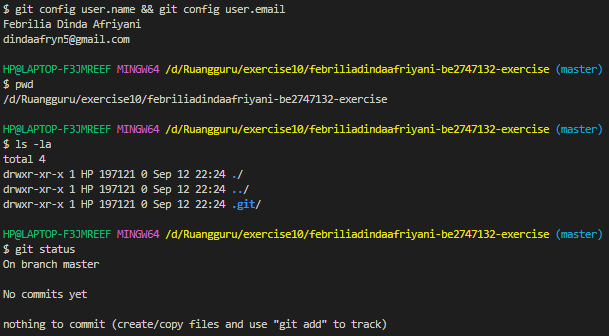 $ git config user.name && git config user.email
Febrilia Dinda Afriyani
dindaafryn5@gmail.com
HP@LAPTOP-F3JMREEF MINGW64 /d/Ruangguru/exercise10/febriliadindaafriyani-be2747132-exercise (master)
$ pwd
/d/Ruangguru/exercise10/febriliadindaafriyani-be2747132-exercise
HP@LAPTOP-F3JMREEF MINGW64 /d/Ruangguru/exercise10/febriliadindaafriyani-be2747132-exercise (master)
$ ls -la
total 4
drwxr-xr-x 1 HP 197121 0 Sep 12 22:24 ./
drwxr-xr-x 1 HP 197121 0 Sep 12 22:24 ../
drwxr-xr-x 1 HP 197121 0 Sep 12 22:24 .git/
HP@LAPTOP-F3JMREEF MINGW64 /d/Ruangguru/exercise10/febriliadindaafriyani-be2747132-exercise (master)
$ git status
On branch master
No commits yet
nothing to commit (create/copy files and use "git add" to track)